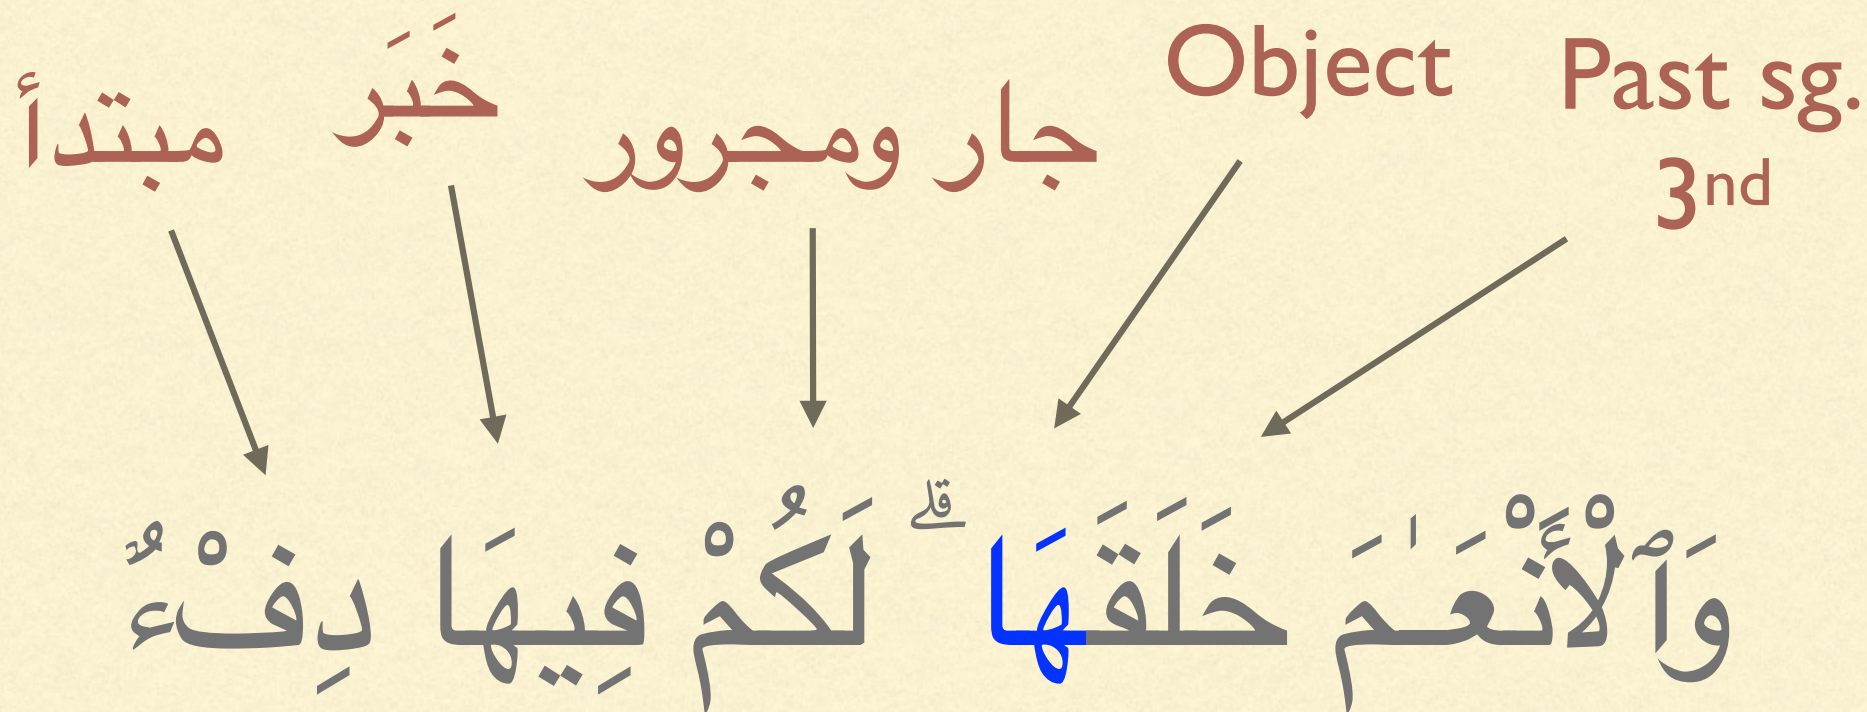 مبتدأ
خَبَر
جار ومجرور
Object
Past sg.
3nd
وَٱلْأَنْعَـٰمَ خَلَقَهَا ۗ لَكُمْ فِيهَا دِفْءٌ